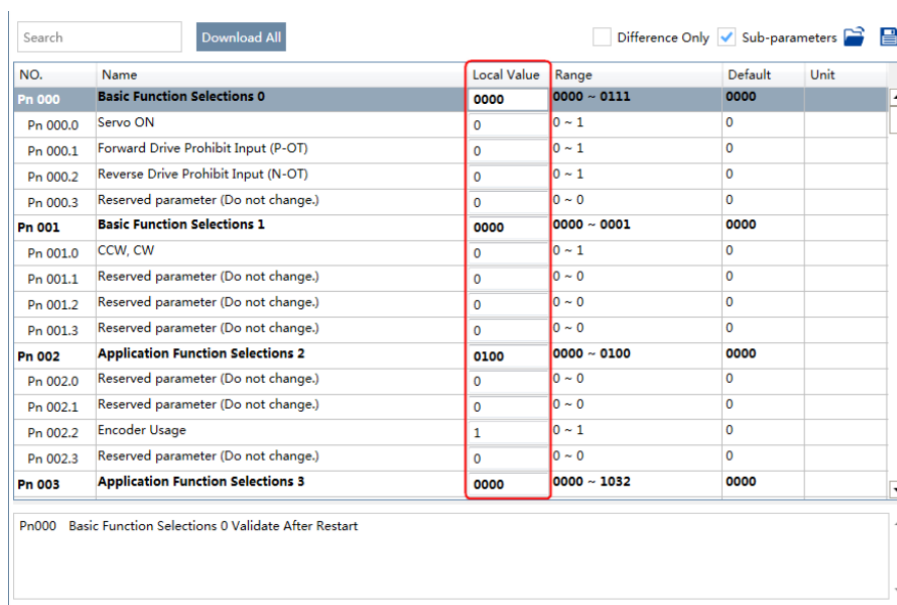 Search Download All Difference Only Sub-parameters
NO. Name Local Value Range Default Unit
Pn 000 Basic Function Selections 0 0000 0000 ~ 0111 0000
Pn 000.0 Servo ON 0 0 ~ 1 0
Pn 000.1 Forward Drive Prohibit Input (P-OT) 0 0 ~ 1 0
Pn 000.2 Reverse Drive Prohibit Input (N-OT) 0 0 ~ 1 0
Pn 000.3 Reserved parameter (Do not change.) 0 0 ~ 0 0
Pn 001 Basic Function Selections 1 0000 0000 ~ 0001 0000
Pn 001.0 CCW, CW 0 0 ~ 1 0
Pn 001.1 Reserved parameter (Do not change.) 0 0 ~ 0 0
Pn 001.2 Reserved parameter (Do not change.) 0 0 ~ 0 0
Pn 001.3 Reserved parameter (Do not change.) 0 0 ~ 0 0
Pn 002 Application Function Selections 2 0100 0000 ~ 0100 0000
Pn 002.0 Reserved parameter (Do not change.) 0 0 ~ 0 0
Pn 002.1 Reserved parameter (Do not change.) 0 0 ~ 0 0
Pn 002.2 Encoder Usage 1 0 ~ 1 0
Pn 002.3 Reserved parameter (Do not change.) 0 0 ~ 0 0
Pn 003 Application Function Selections 3 0000 0000 ~ 1032 0000
Pn000 Basic Function Selections 0 Validate After Restart